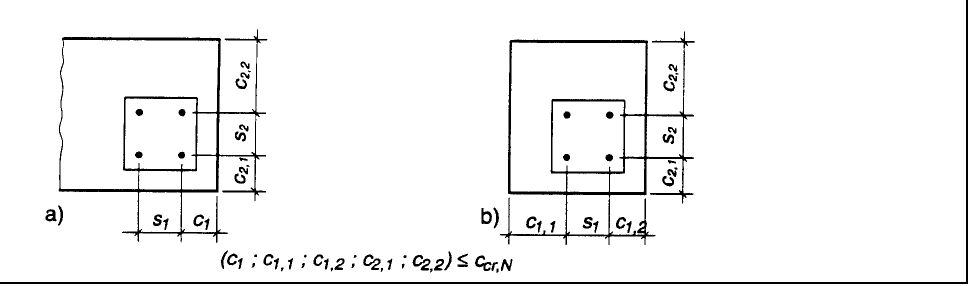 c2,2
s2
c2,1
a)
s1 c1
c2,2
s2
c2,1
b)
c1,1 s1 c1,2
(c1 ; c1,1 ; c1,2 ; c2,1 ; c2,2) ≤ ccr,N